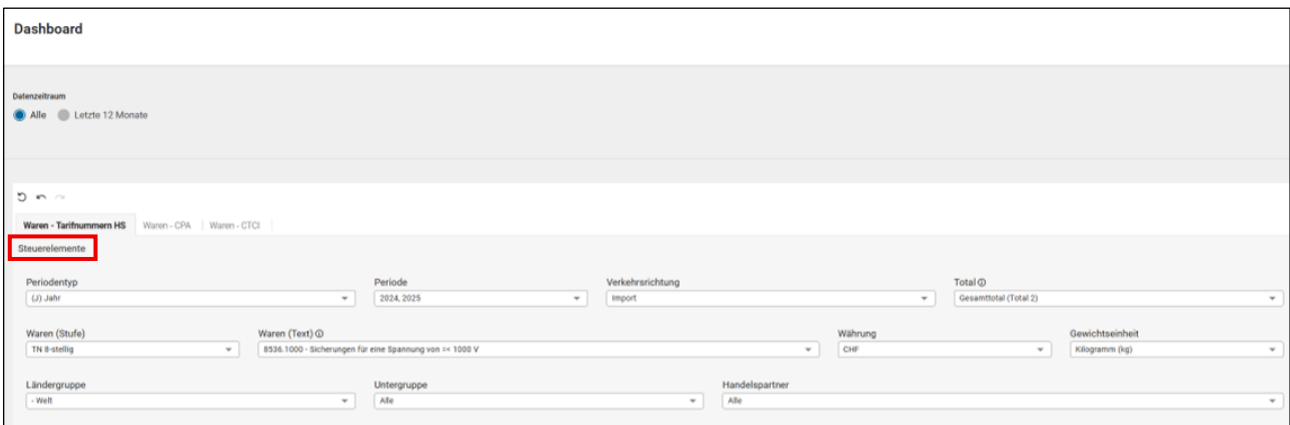 Dashboard
Datenzeitraum
Alle Letzte 12 Monate
Waren - Tarifnummern HS Waren - CPA Waren - CTCI
Steuerelemente
Periodentyp Periode Verkehrsrichtung Total
(J) Jahr 2024, 2025 Import Gesamttotal (Total 2)
Waren (Stufe) Waren (Text) Währung Gewichtseinheit
TN 8-stellig 8536.1000 - Sicherungen für eine Spannung von =< 1000 V CHF Kilogramm (kg)
Ländergruppe Untergruppe Handelspartner
- Welt Alle Alle